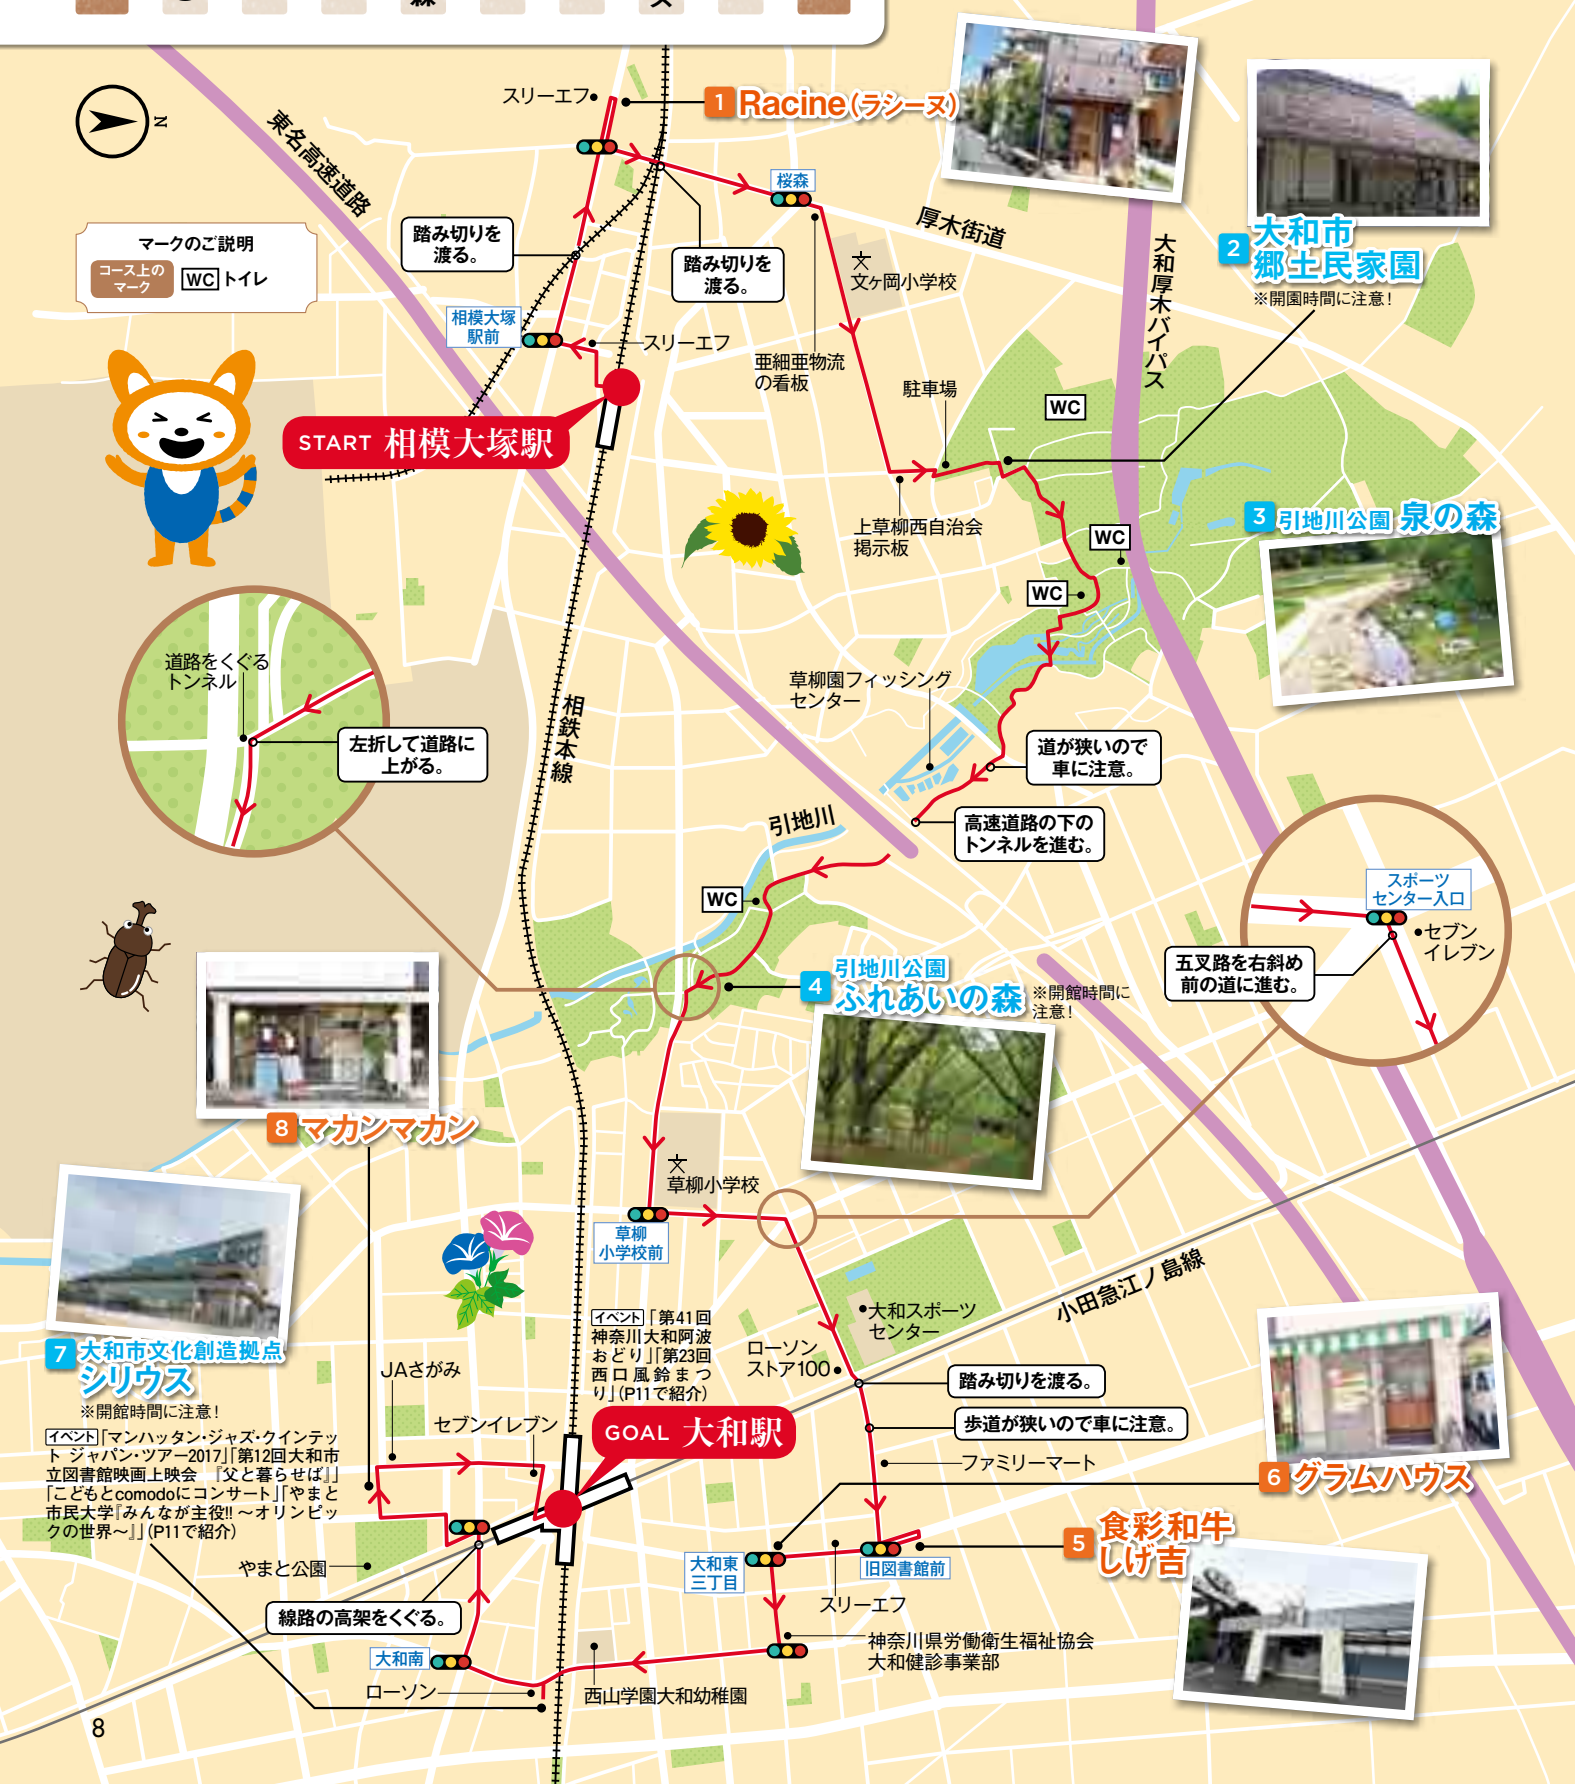 森
ス
スリーエフ
1 Racine（ラシーヌ）
N
東名高速道路
桜森
厚木街道
大和厚木バイパス
2 大和市
郷土民家園
※開園時間に注意！
マークのご説明
コース上の
マーク
WC トイレ
踏み切りを
渡る。
踏み切りを
渡る。
文ヶ岡小学校
相模大塚
駅前
スリーエフ
亜細亜物流
の看板
駐車場
WC
START 相模大塚駅
上草柳西自治会
掲示板
3 引地川公園 泉の森
WC
WC
道路をくぐる
トンネル
左折して道路に
上がる。
相鉄本線
草柳園フィッシング
センター
道が狭いので
車に注意。
引地川
高速道路の下の
トンネルを進む。
WC
スポーツ
センター入口
セブン
イレブン
五叉路を右斜め
前の道に進む。
4 引地川公園
ふれあいの森
※開館時間に
注意！
8 マカンマカン
草柳小学校
草柳
小学校前
小田急江ノ島線
大和スポーツ
センター
ローソン
ストア100
イベント「第41回
神奈川大和阿波
おどり」「第23回
西口風鈴まつ
り」（P11で紹介）
踏み切りを渡る。
歩道が狭いので車に注意。
ファミリーマート
7 大和市文化創造拠点
シリウス
※開館時間に注意！
イベント「マンハッタン・ジャズ・クインテッ
ト ジャパン・ツアー2017」「第12回大和市
立図書館映画上映会 『父と暮らせば』」
「こどもとcomodoにコンサート」「やまと
市民大学『みんなが主役!! ～オリンピッ
クの世界～』」（P11で紹介）
JAさがみ
セブンイレブン
GOAL 大和駅
6 グラムハウス
5 食彩和牛
しげ吉
大和東
三丁目
旧図書館前
スリーエフ
やまと公園
線路の高架をくぐる。
神奈川県労働衛生福祉協会
大和健診事業部
大和南
ローソン
西山学園大和幼稚園
8